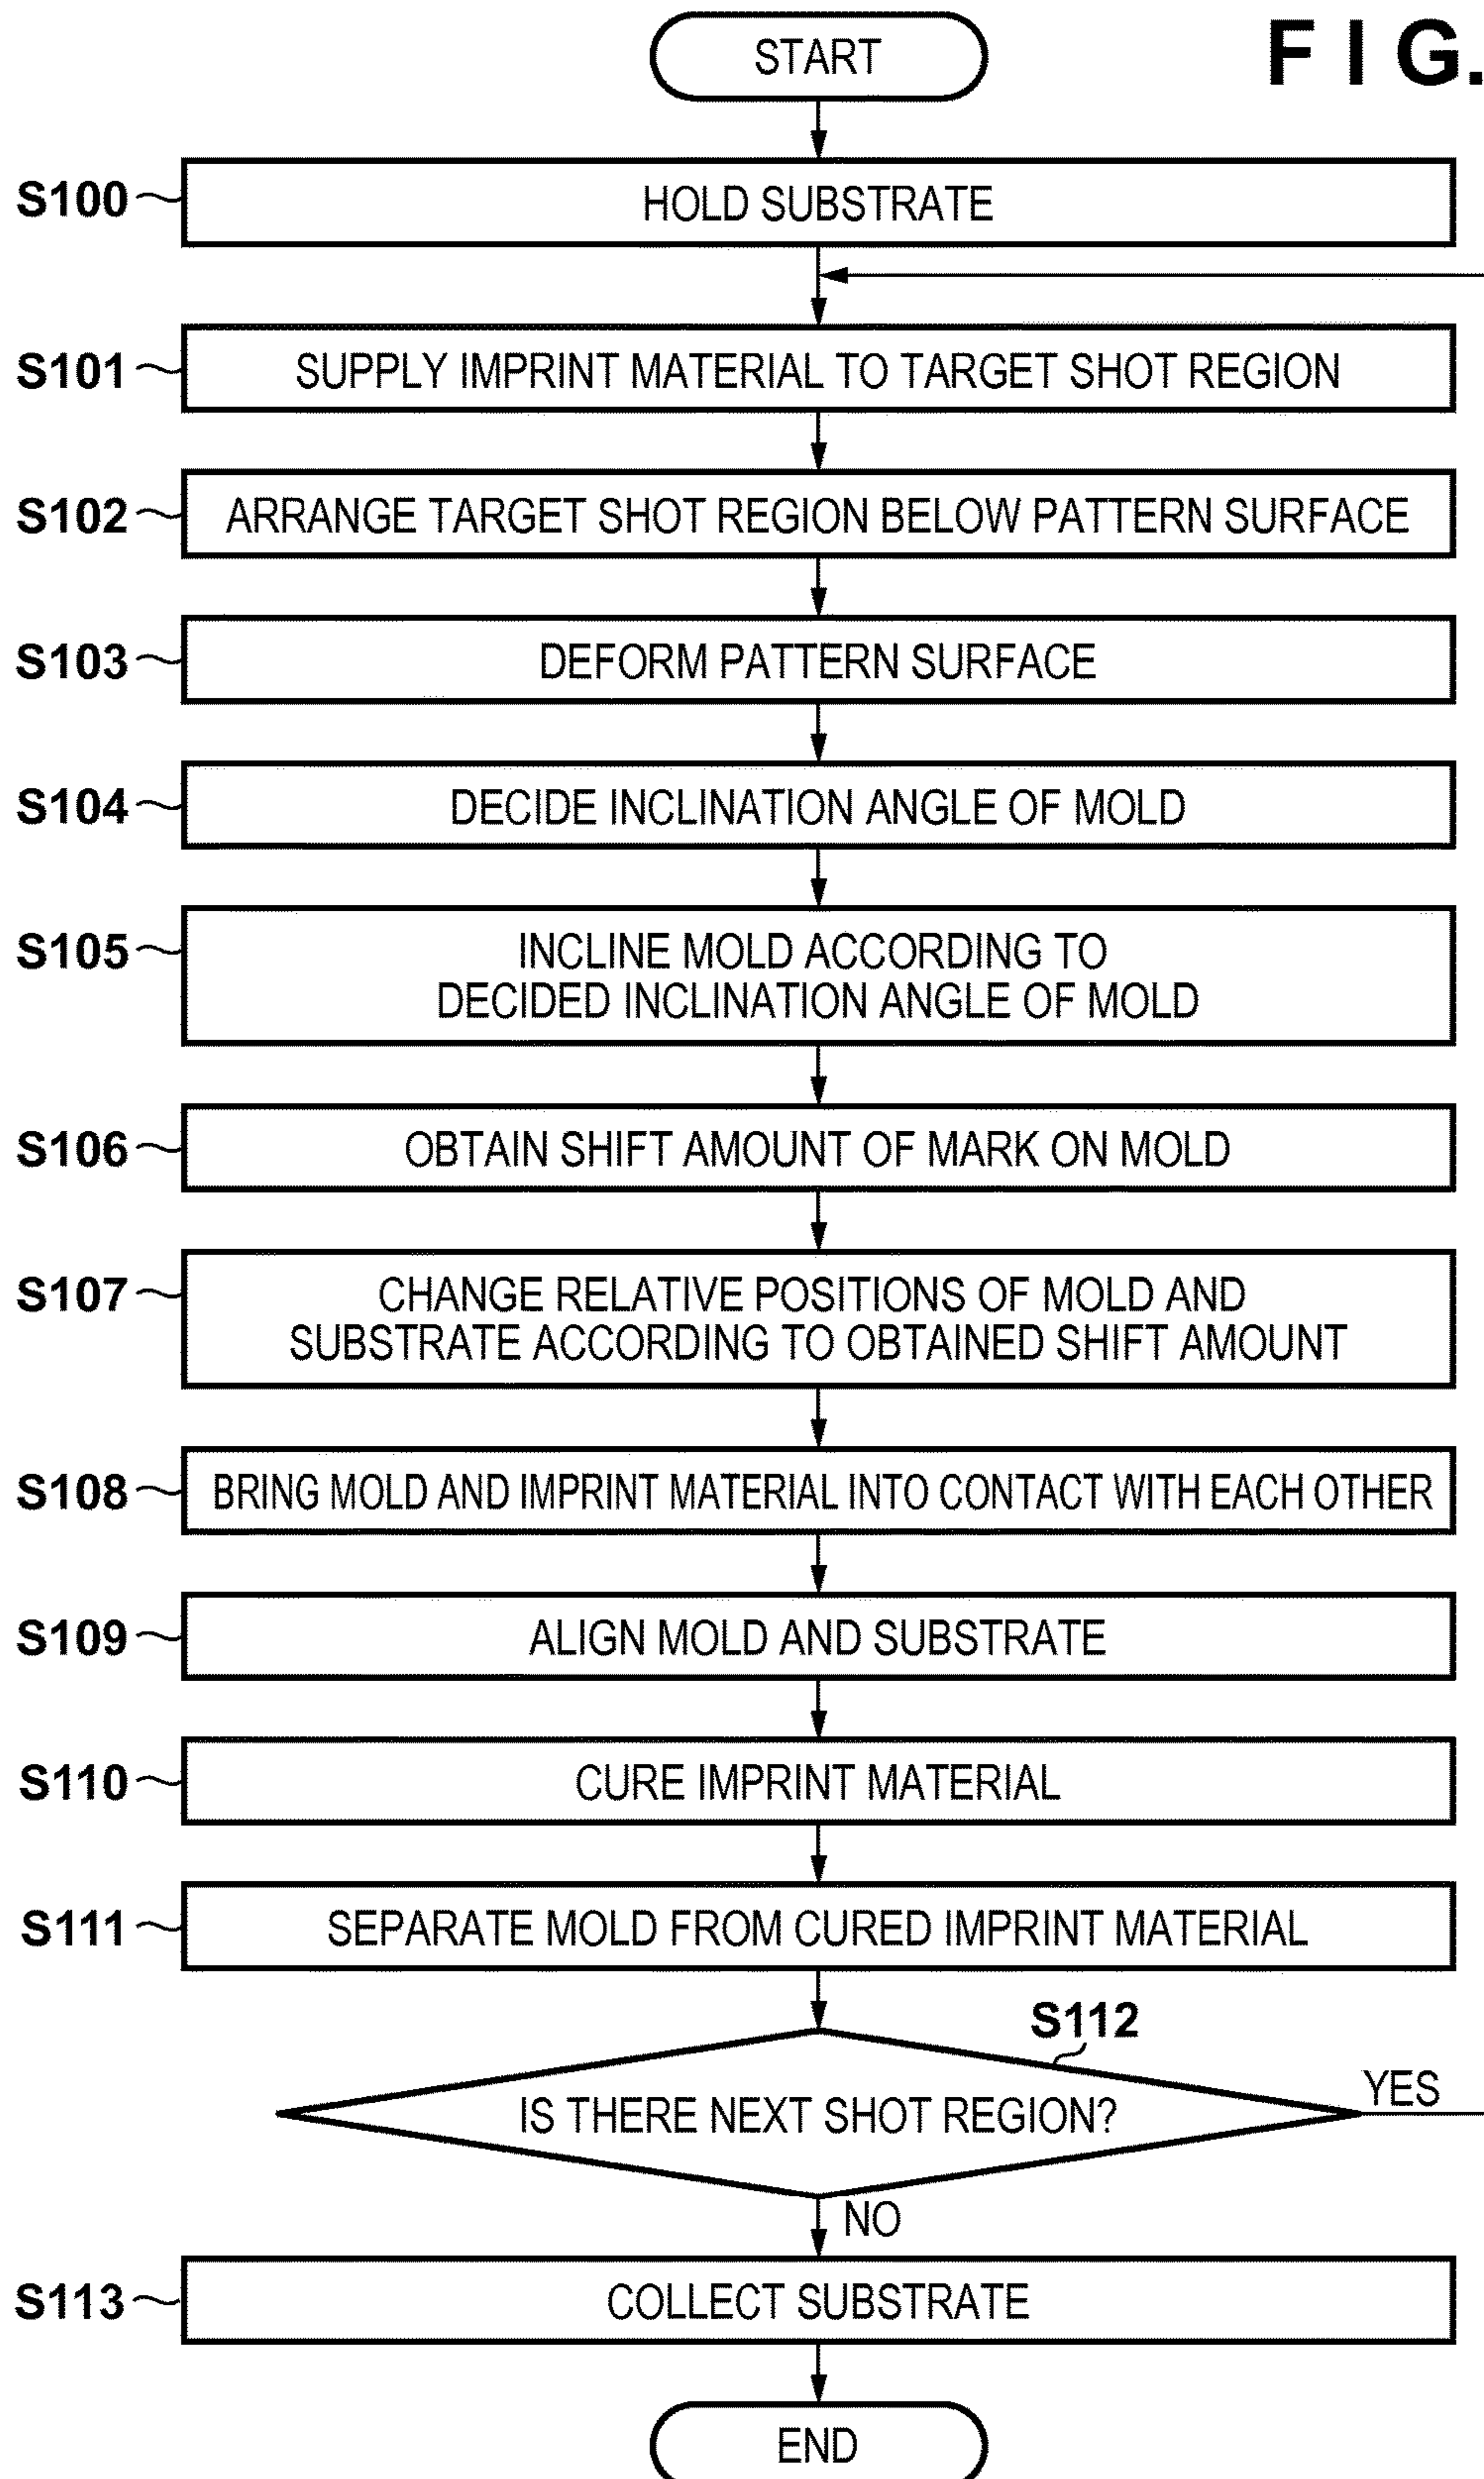 START
F I G.
S100
HOLD SUBSTRATE
S101
SUPPLY IMPRINT MATERIAL TO TARGET SHOT REGION
S102
ARRANGE TARGET SHOT REGION BELOW PATTERN SURFACE
S103
DEFORM PATTERN SURFACE
S104
DECIDE INCLINATION ANGLE OF MOLD
S105
INCLINE MOLD ACCORDING TO
DECIDED INCLINATION ANGLE OF MOLD
S106
OBTAIN SHIFT AMOUNT OF MARK ON MOLD
S107
CHANGE RELATIVE POSITIONS OF MOLD AND
SUBSTRATE ACCORDING TO OBTAINED SHIFT AMOUNT
S108
BRING MOLD AND IMPRINT MATERIAL INTO CONTACT WITH EACH OTHER
S109
ALIGN MOLD AND SUBSTRATE
S110
CURE IMPRINT MATERIAL
S111
SEPARATE MOLD FROM CURED IMPRINT MATERIAL
S112
IS THERE NEXT SHOT REGION?
YES
NO
S113
COLLECT SUBSTRATE
END